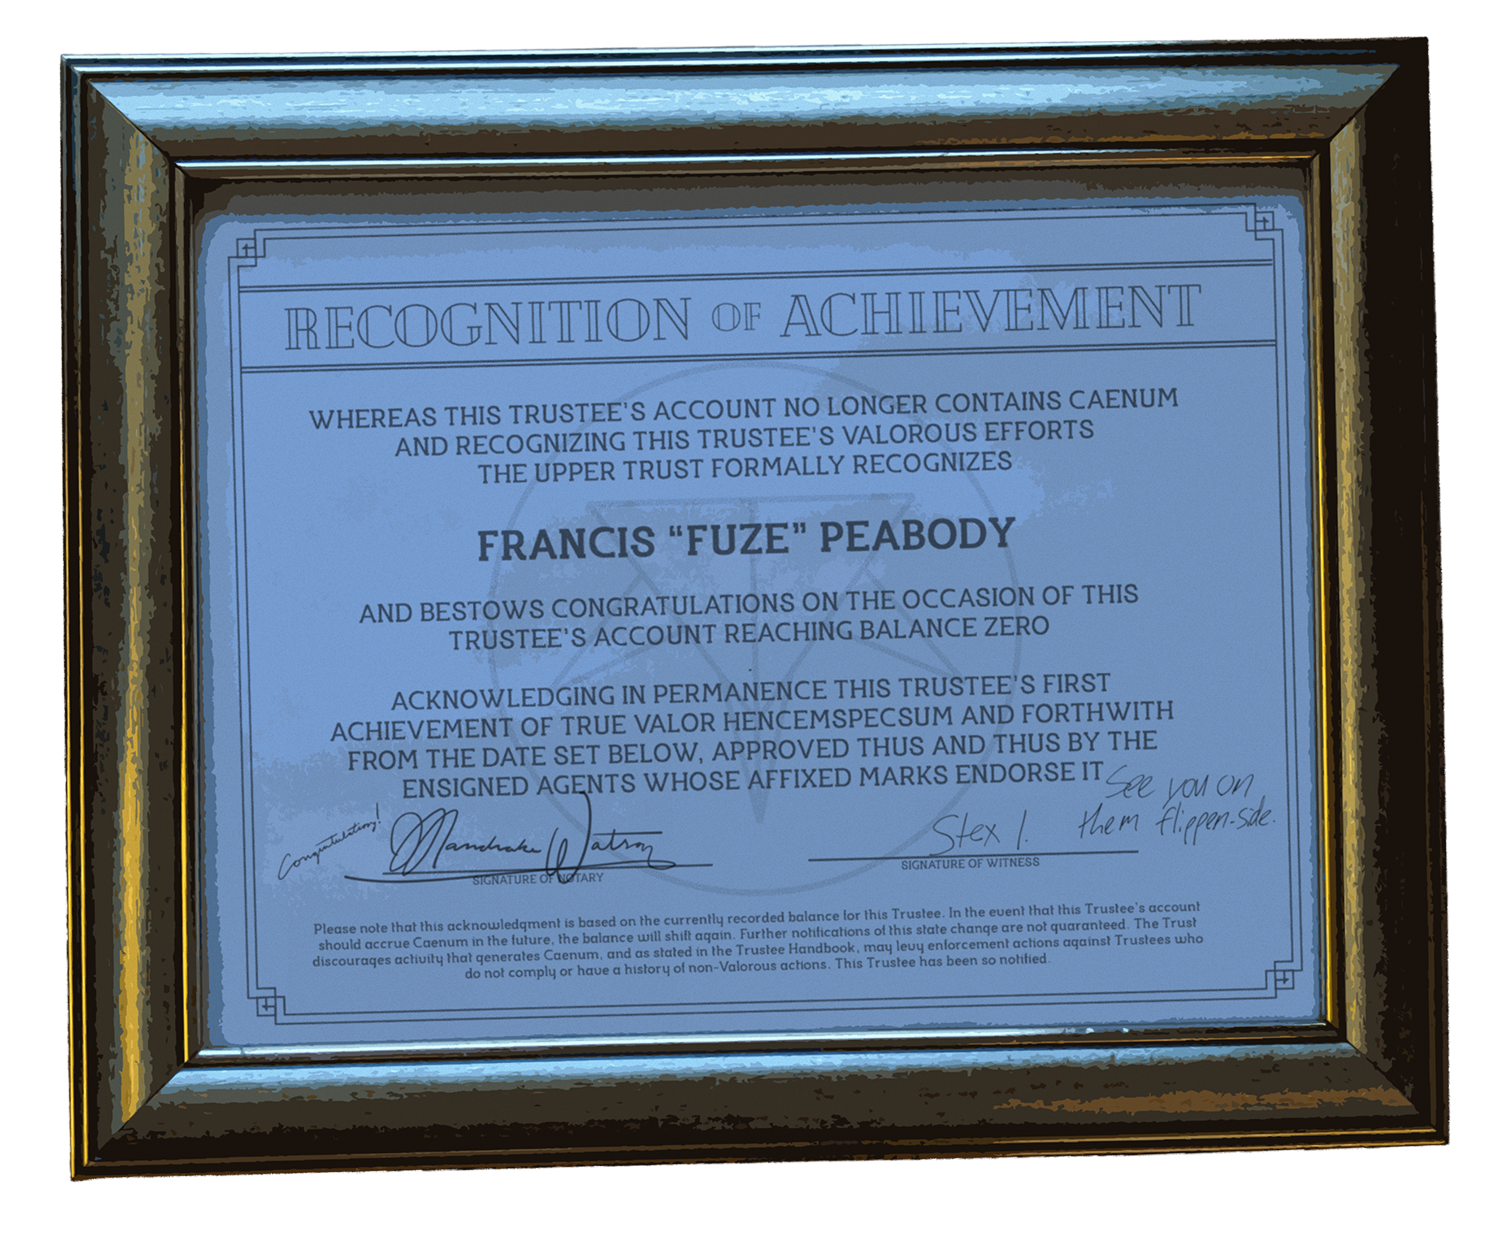 RECOGNITION OF ACHIEVEMENT
WHEREAS THIS TRUSTEE'S ACCOUNT NO LONGER CONTAINS CAENUM
AND RECOGNIZING THIS TRUSTEE'S VALOROUS EFFORTS
THE UPPER TRUST FORMALLY RECOGNIZES
FRANCIS “FUZE” PEABODY
AND BESTOWS CONGRATULATIONS ON THE OCCASION OF THIS
TRUSTEE'S ACCOUNT REACHING BALANCE ZERO
ACKNOWLEDGING IN PERMANENCE THIS TRUSTEE'S FIRST
ACHIEVEMENT OF TRUE VALOR HENCEMSPECSUM AND FORTHWITH
FROM THE DATE SET BELOW, APPROVED THUS AND THUS BY THE
ENSIGNED AGENTS WHOSE AFFIXED MARKS ENDORSE IT
Congratulations!
Mandrake Watson
SIGNATURE OF NOTARY
Stex I.
SIGNATURE OF WITNESS
See you on
them flippen-side.
Please note that this acknowledgment is based on the currently recorded balance for this Trustee. In the event that this Trustee's account
should accrue Caenum in the future, the balance will shift again. Further notifications of this state change are not guaranteed. The Trust
discourages activity that generates Caenum, and as stated in the Trustee Handbook, may levy enforcement actions against Trustees who
do not comply or have a history of non-Valorous actions. This Trustee has been so notified.